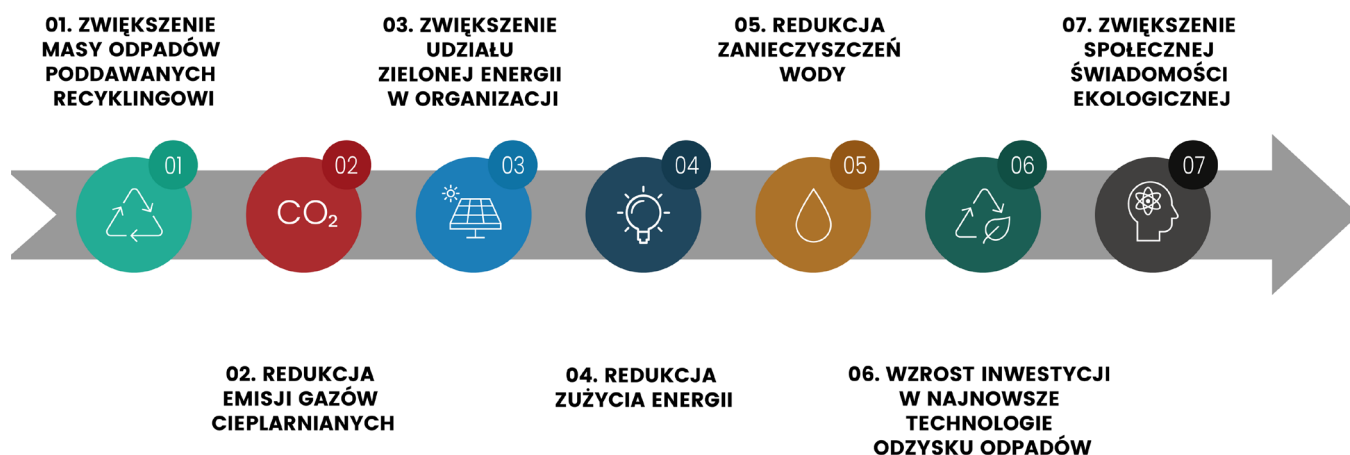 01. ZWIĘKSZENIE
MASY ODPADÓW
PODDAWANYCH
RECYKLINGOWI
03. ZWIĘKSZENIE
UDZIAŁU
ZIELONEJ ENERGII
W ORGANIZACJI
05. REDUKCJA
ZANIECZYSZCZEŃ
WODY
07. ZWIĘKSZENIE
SPOŁECZNEJ
ŚWIADOMOŚCI
EKOLOGICZNEJ
01
02
03
04
05
06
07
CO₂
02. REDUKCJA
EMISJI GAZÓW
CIEPLARNIANYCH
04. REDUKCJA
ZUŻYCIA ENERGII
06. WZROST INWESTYCJI
W NAJNOWSZE
TECHNOLOGIE
ODZYSKU ODPADÓW